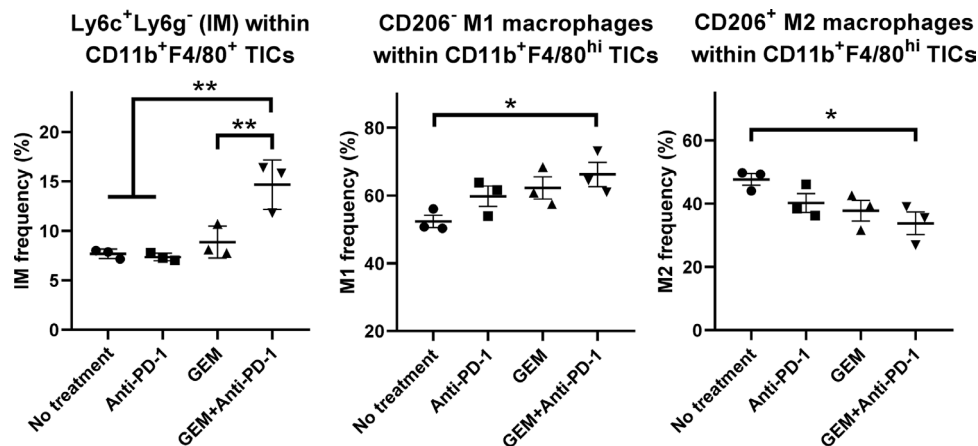 Ly6c⁺Ly6g⁻ (IM) within
CD11b⁺F4/80⁺ TICs
**
**
IM frequency (%)
20
15
10
5
0
No treatment
Anti-PD-1
GEM
GEM+Anti-PD-1
CD206⁻ M1 macrophages
within CD11b⁺F4/80ʰⁱ TICs
*
M1 frequency (%)
80
60
40
20
No treatment
Anti-PD-1
GEM
GEM+Anti-PD-1
CD206⁺ M2 macrophages
within CD11b⁺F4/80ʰⁱ TICs
*
M2 frequency (%)
60
40
20
0
No treatment
Anti-PD-1
GEM
GEM+Anti-PD-1